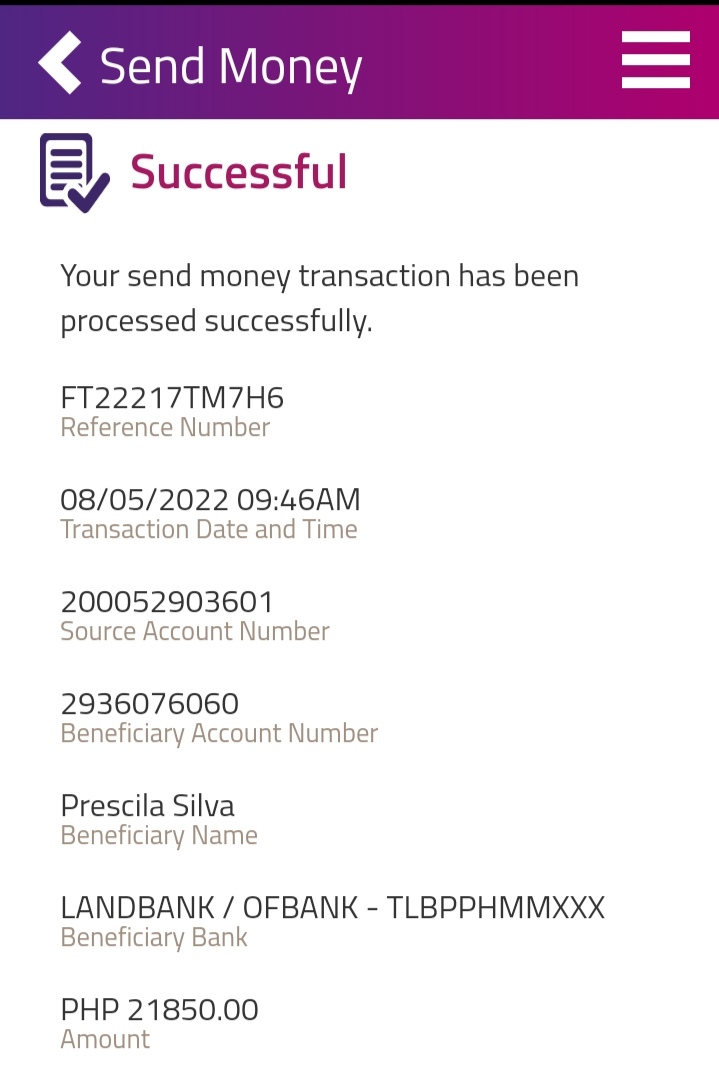 Send Money
Successful
Your send money transaction has been
processed successfully.
FT22217TM7H6
Reference Number
08/05/2022 09:46AM
Transaction Date and Time
200052903601
Source Account Number
2936076060
Beneficiary Account Number
Prescila Silva
Beneficiary Name
LANDBANK / OFBANK - TLBPPHMMXXX
Beneficiary Bank
PHP 21850.00
Amount